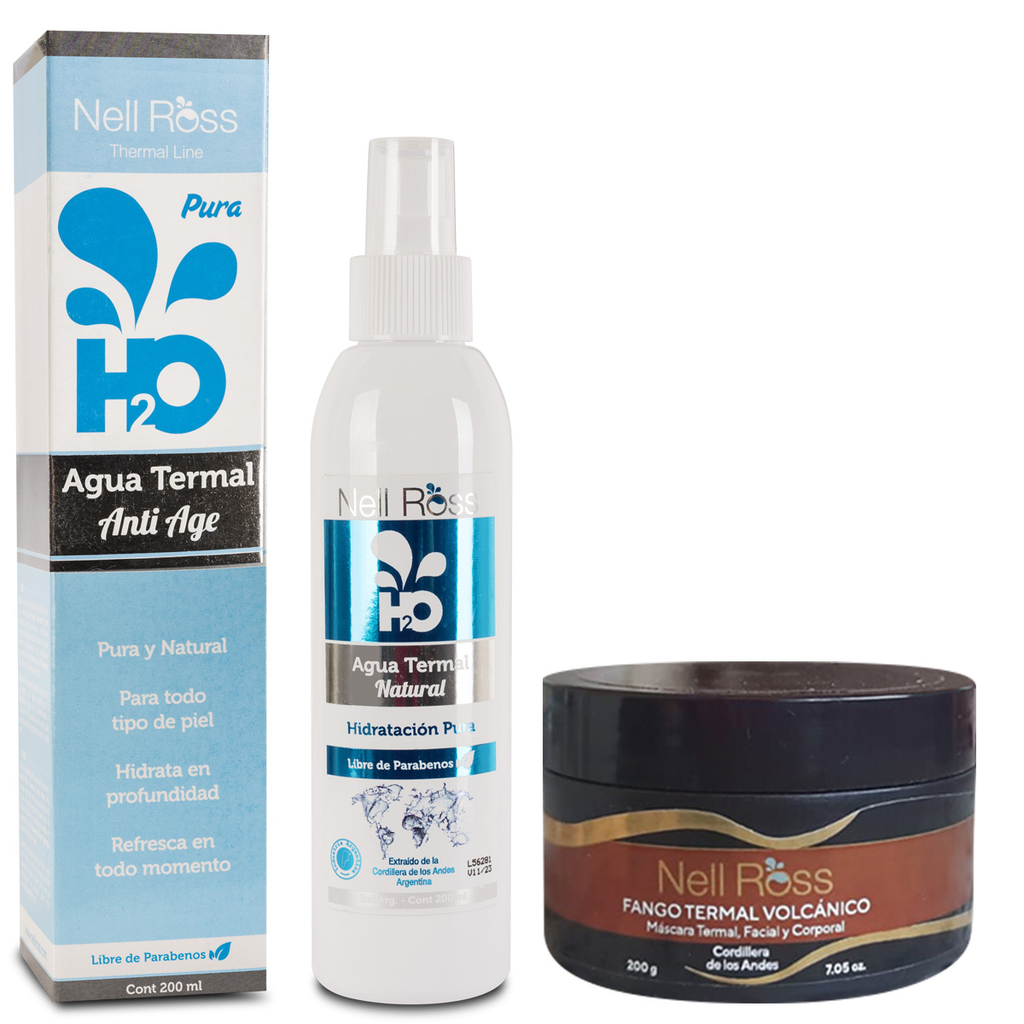 Nell Ross
Thermal Line
Pura
H2O
Agua Termal
Anti Age
Pura y Natural
Para todo
tipo de piel
Hidrata en
profundidad
Refresca en
todo momento
Libre de Parabenos
Cont 200 ml
Nell Ross
H2O
Agua Termal
Natural
Hidratación Pura
Libre de Parabenos
Extraído de la
Cordillera de los Andes
Argentina
L56281
V11/23
Cont 200
Nell Ross
FANGO TERMAL VOLCÁNICO
Máscara Termal, Facial y Corporal
Cordillera
de los Andes
200 g
7.05 oz.